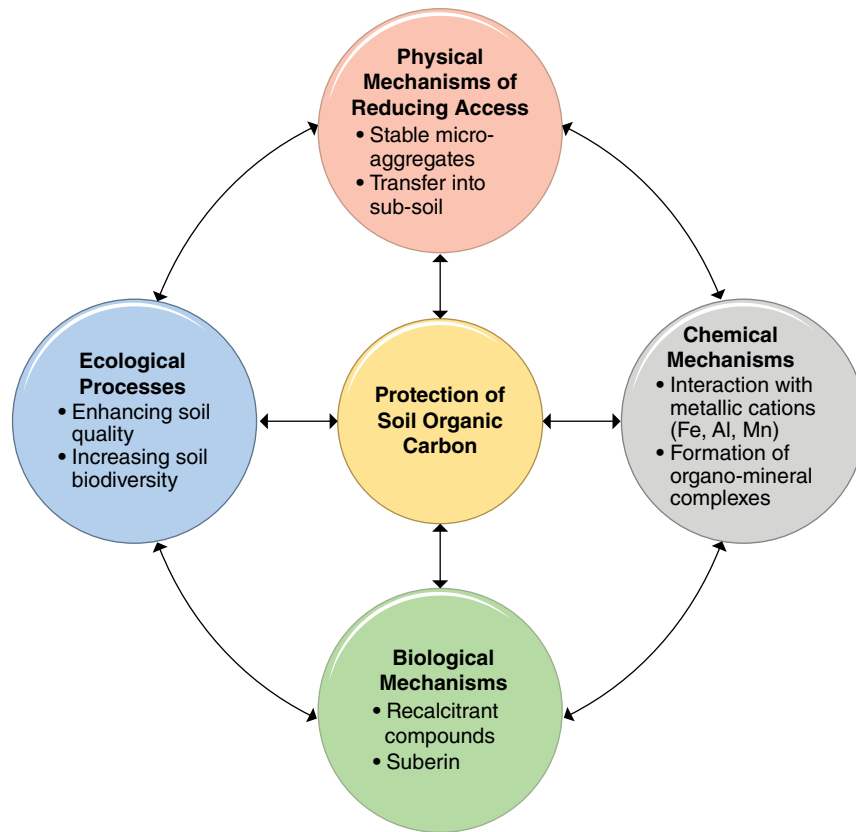 Physical
Mechanisms of
Reducing Access
• Stable micro-
aggregates
• Transfer into
sub-soil
Ecological
Processes
• Enhancing soil
quality
• Increasing soil
biodiversity
Protection of
Soil Organic
Carbon
Chemical
Mechanisms
• Interaction with
metallic cations
(Fe, Al, Mn)
• Formation of
organo-mineral
complexes
Biological
Mechanisms
• Recalcitrant
compounds
• Suberin